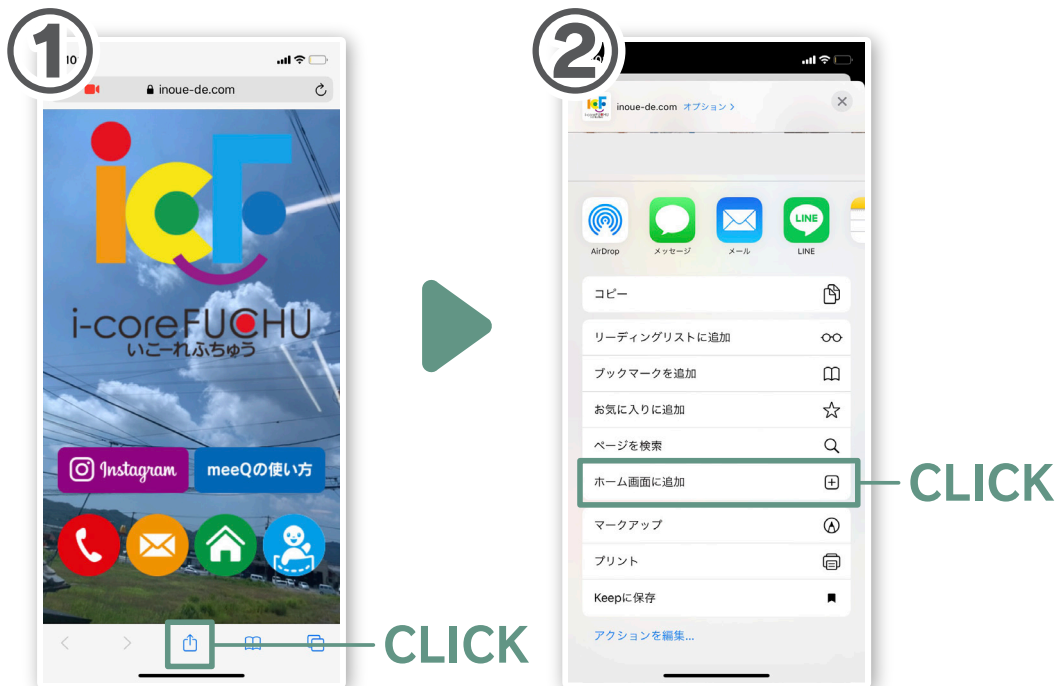 ①
10
inoue-de.com
iCF
i-coreFUCHU
いこーれふちゅう
Instagram
meeQの使い方
CLICK
②
inoue-de.com オプション >
AirDrop
メッセージ
メール
LINE
LINE
コピー
リーディングリストに追加
ブックマークを追加
お気に入りに追加
ページを検索
ホーム画面に追加
CLICK
マークアップ
プリント
Keepに保存
アクションを編集...